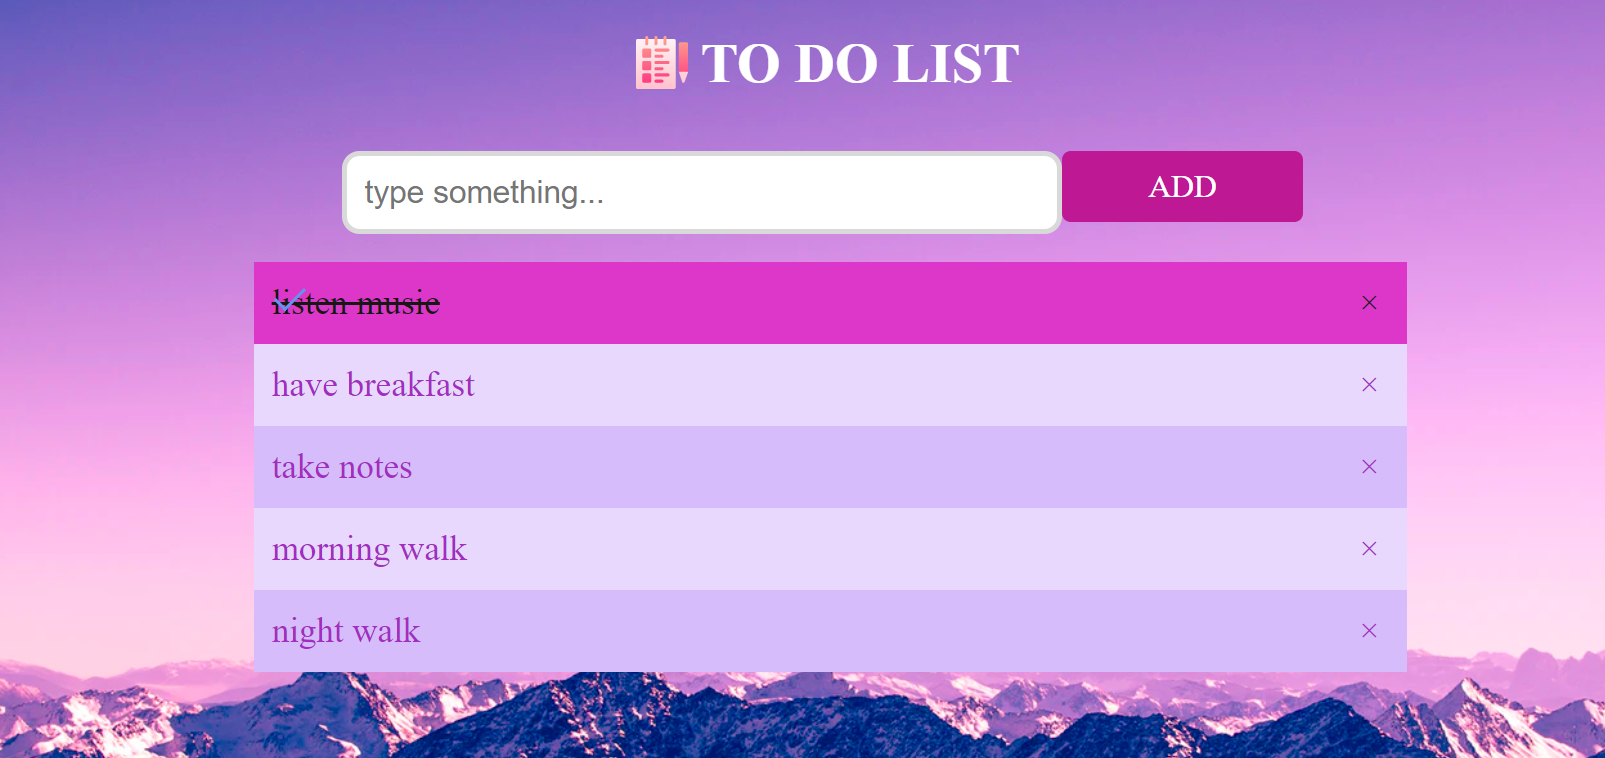 TO DO LIST
type something...
ADD
listen music
×
have breakfast
×
take notes
×
morning walk
×
night walk
×